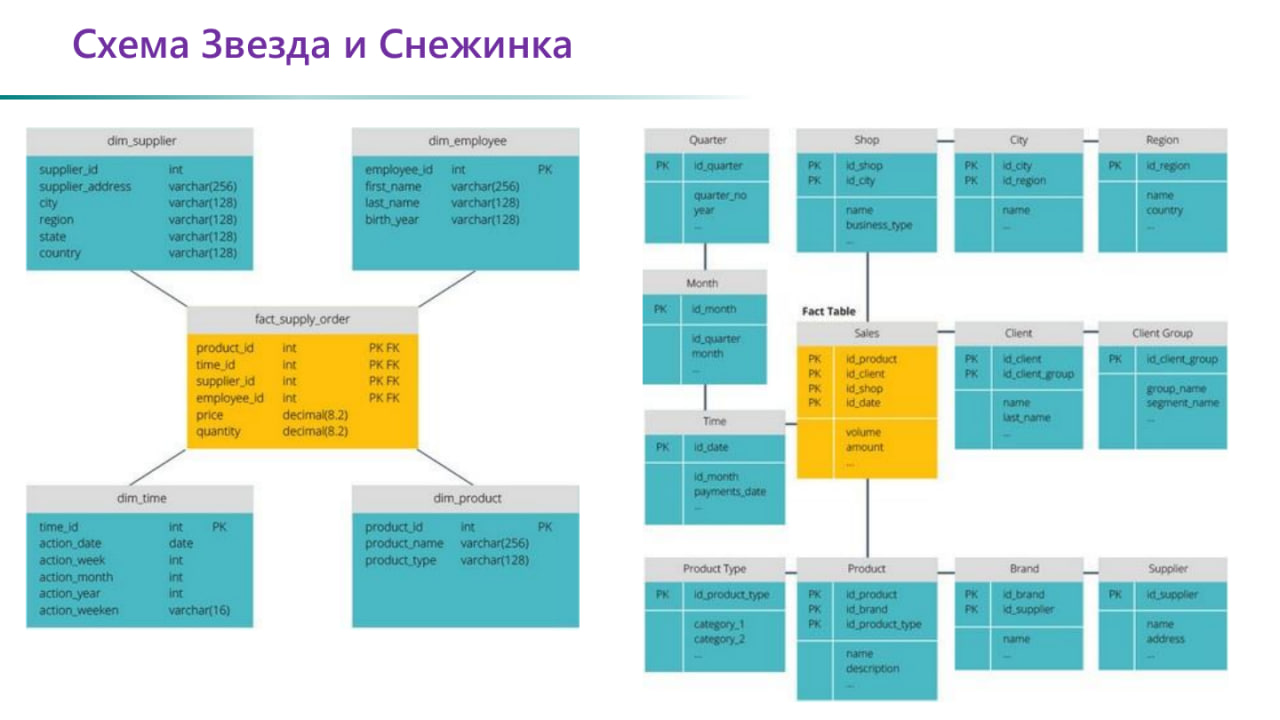 Схема Звезда и Снежинка
dim_supplier
supplier_id int
supplier_address varchar(256)
city varchar(128)
region varchar(128)
state varchar(128)
country varchar(128)
dim_employee
employee_id int PK
first_name varchar(256)
last_name varchar(128)
birth_year varchar(128)
fact_supply_order
product_id int PK FK
time_id int PK FK
supplier_id int PK FK
employee_id int PK FK
price decimal(8.2)
quantity decimal(8.2)
dim_time
time_id int PK
action_date date
action_week int
action_month int
action_year int
action_weeken varchar(16)
dim_product
product_id int PK
product_name varchar(256)
product_type varchar(128)
Quarter
PK id_quarter
quarter_no
year
...
Shop
PK id_shop
PK id_city
name
business_type
...
City
PK id_city
PK id_region
name
...
Region
PK id_region
name
country
...
Month
PK id_month
id_quarter
month
...
Fact Table
Sales
PK id_product
PK id_client
PK id_shop
PK id_date
volume
amount
...
Client
PK id_client
PK id_client_group
name
last_name
...
Client Group
PK id_client_group
group_name
segment_name
...
Time
PK id_date
id_month
payments_date
...
Product Type
PK id_product_type
category_1
category_2
...
Product
PK id_product
PK id_brand
PK id_product_type
name
description
...
Brand
PK id_brand
PK id_supplier
name
...
Supplier
PK id_supplier
name
address
...